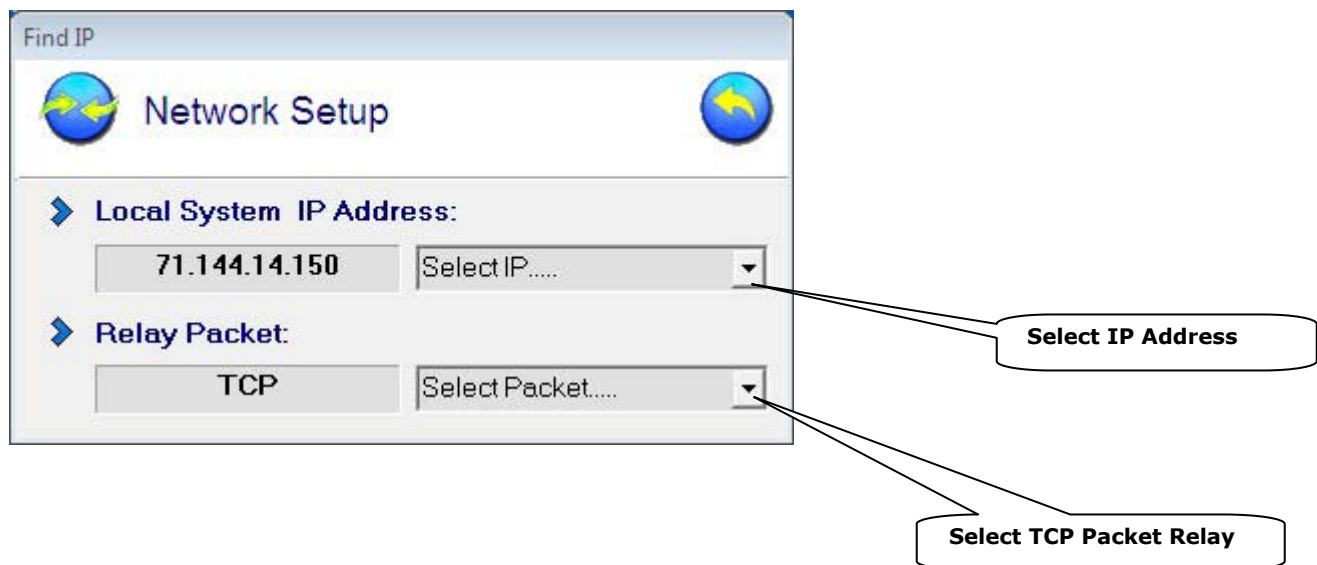 Find IP
Network Setup
Local System IP Address:
71.144.14.150 Select IP.....
Select IP Address
Relay Packet:
TCP Select Packet.....
Select TCP Packet Relay